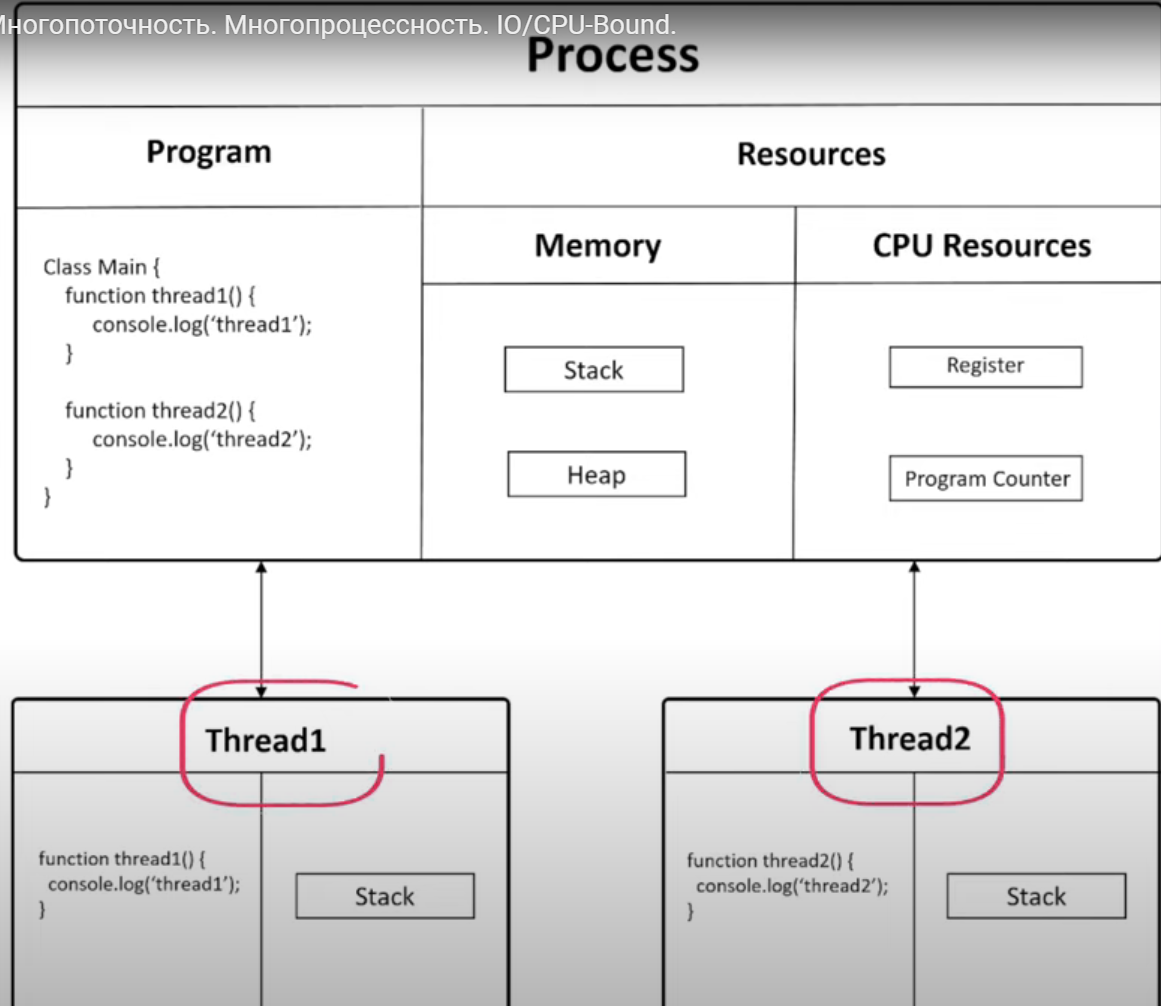 Многопоточность. Многопроцессность. IO/CPU-Bound.
Process
Program
Resources
Memory
CPU Resources
Class Main {
function thread1() {
console.log(‘thread1’);
}
function thread2() {
console.log(‘thread2’);
}
}
Stack
Heap
Register
Program Counter
Thread1
function thread1() {
console.log(‘thread1’);
}
Stack
Thread2
function thread2() {
console.log(‘thread2’);
}
Stack